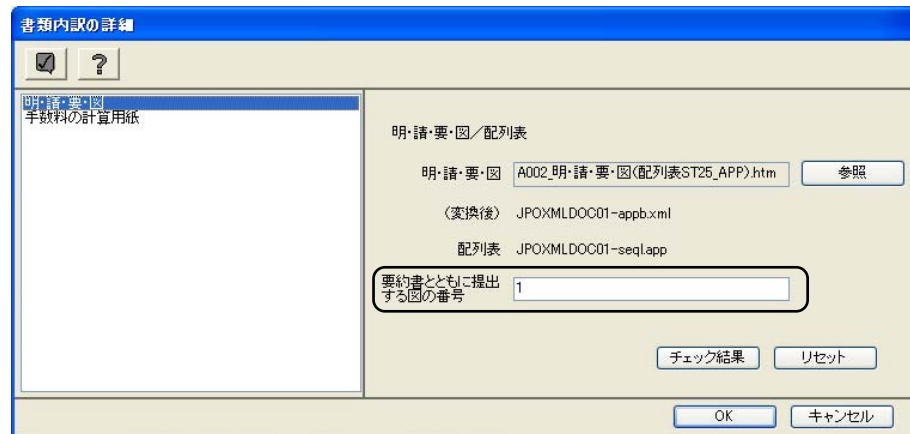 書類内訳の詳細
?
明・請・要・図
手数料の計算用紙
明・請・要・図/配列表
明・請・要・図 A002_明・請・要・図(配列表ST25_APP).htm 参照
(変換後) JPOXMLDOC01-appb.xml
配列表 JPOXMLDOC01-seql.app
要約書とともに提出
する図の番号 1
チェック結果 リセット
OK キャンセル